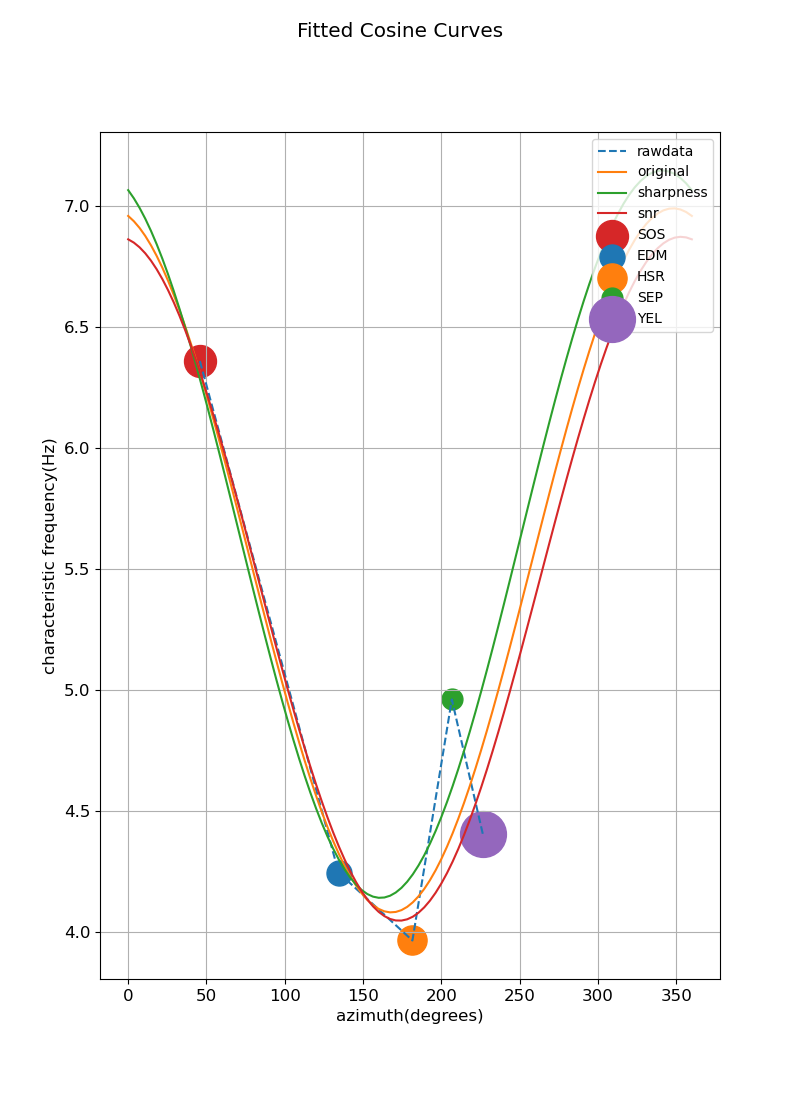 Fitted Cosine Curves
rawdata
original
sharpness
snr
SOS
EDM
HSR
SEP
YEL
7.0
6.5
6.0
5.5
5.0
4.5
4.0
characteristic frequency(Hz)
0 50 100 150 200 250 300 350
azimuth(degrees)